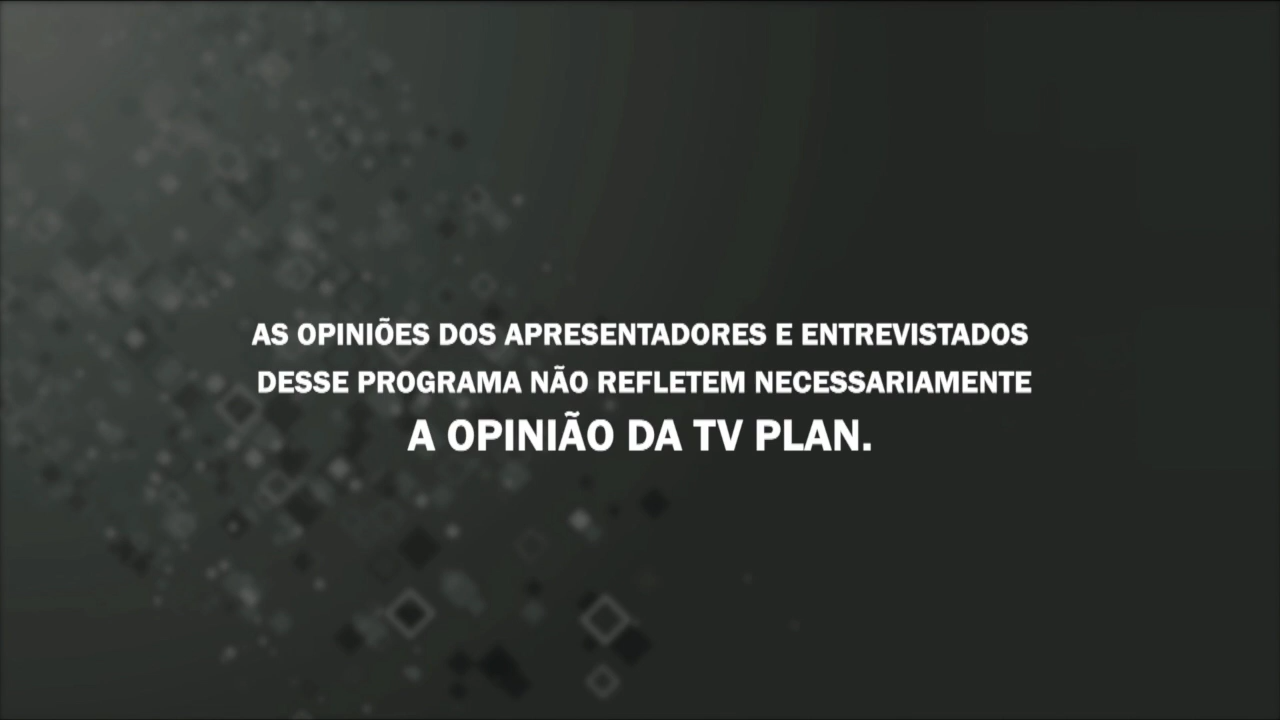 AS OPINIÕES DOS APRESENTADORES E ENTREVISTADOS
DESSE PROGRAMA NÃO REFLETEM NECESSARIAMENTE
A OPINIÃO DA TV PLAN.